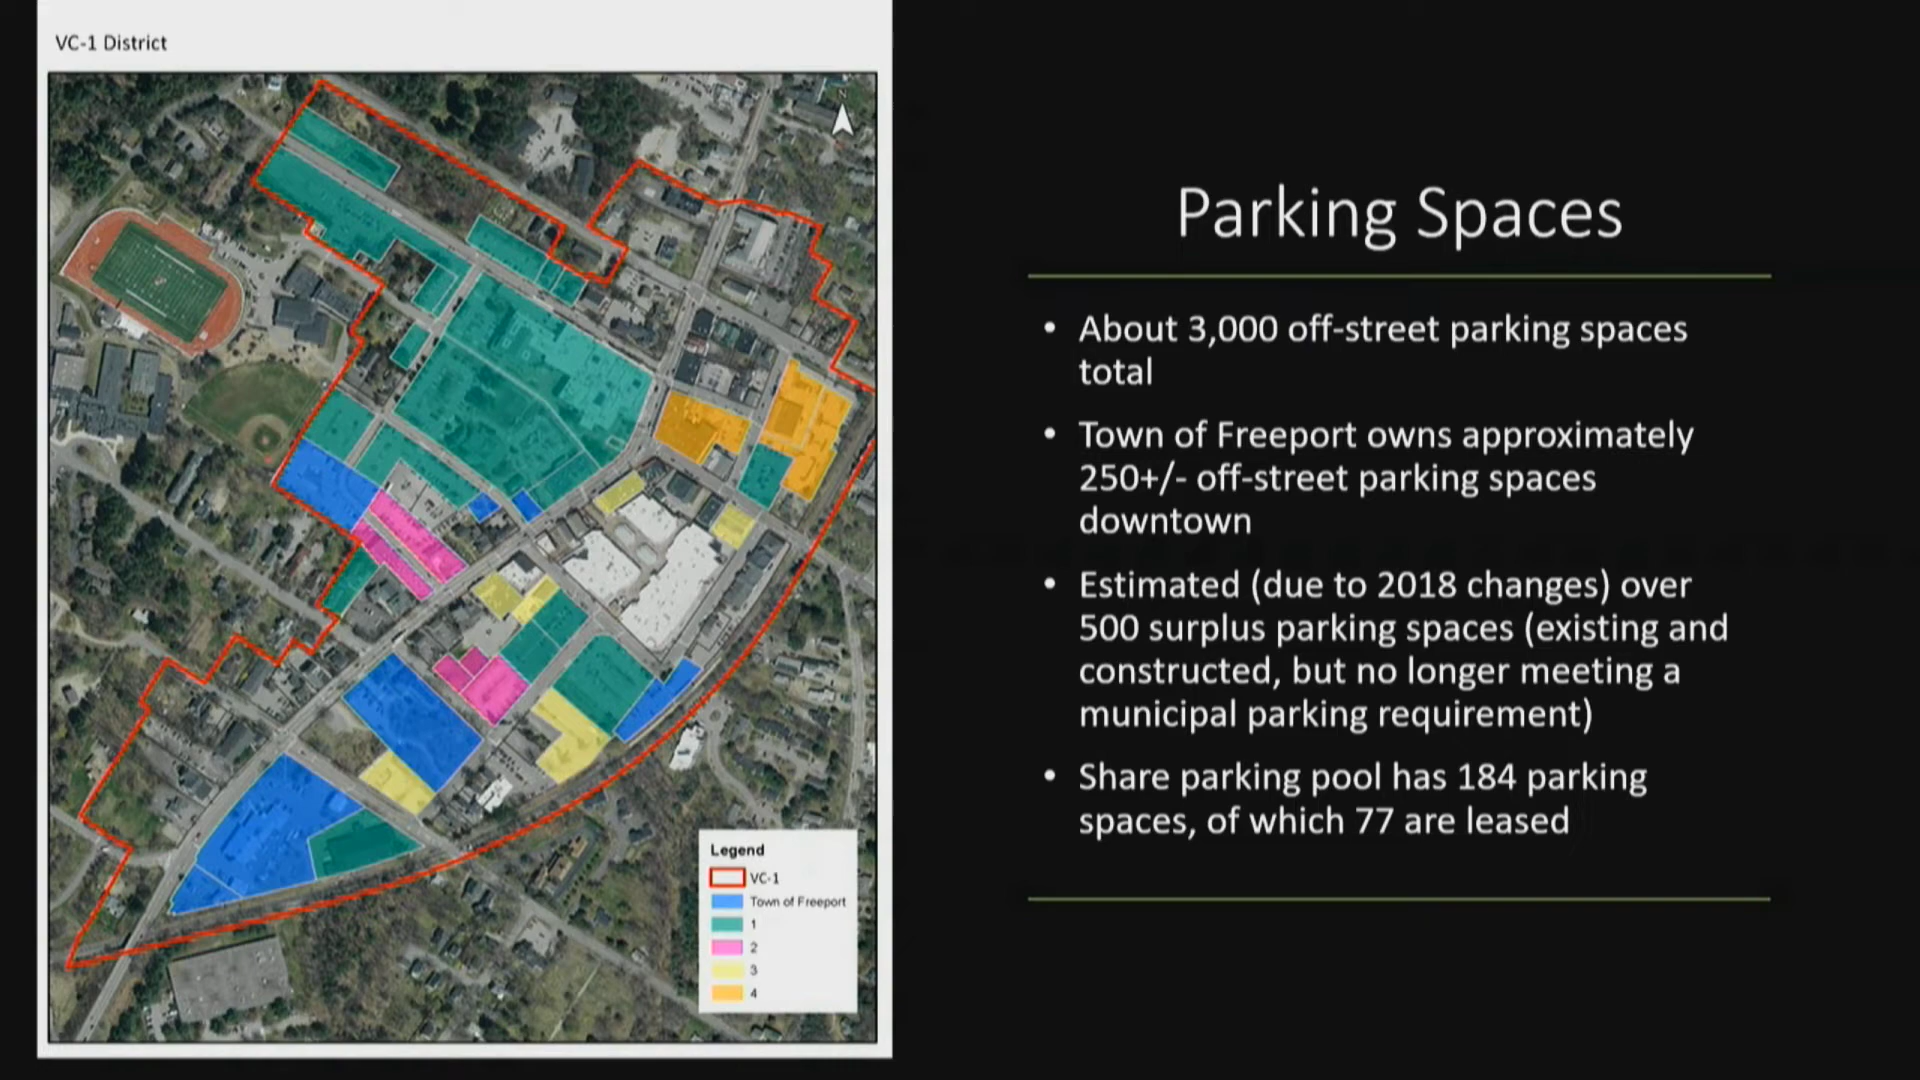 VC-1 District
N
Legend
VC-1
Town of Freeport
1
2
3
4
Parking Spaces
• About 3,000 off-street parking spaces
total
• Town of Freeport owns approximately
250+/- off-street parking spaces
downtown
• Estimated (due to 2018 changes) over
500 surplus parking spaces (existing and
constructed, but no longer meeting a
municipal parking requirement)
• Share parking pool has 184 parking
spaces, of which 77 are leased